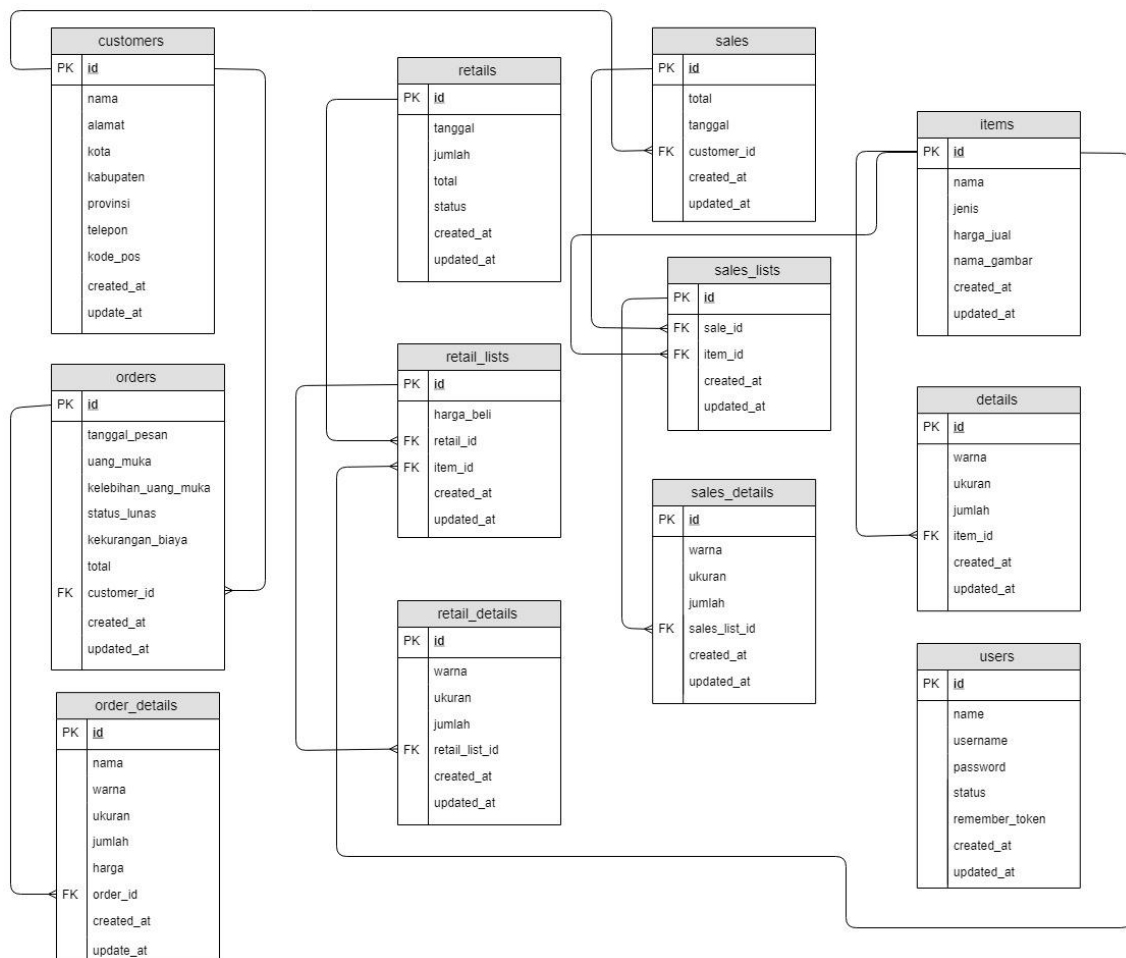 customers
PK id
nama
alamat
kota
kabupaten
provinsi
telepon
kode_pos
created_at
update_at
orders
PK id
tanggal_pesan
uang_muka
kelebihan_uang_muka
status_lunas
kekurangan_biaya
total
FK customer_id
created_at
updated_at
order_details
PK id
nama
warna
ukuran
jumlah
harga
FK order_id
created_at
update_at
retails
PK id
tanggal
jumlah
total
status
created_at
updated_at
retail_lists
PK id
harga_beli
FK retail_id
FK item_id
created_at
updated_at
retail_details
PK id
warna
ukuran
jumlah
FK retail_list_id
created_at
updated_at
sales
PK id
total
tanggal
FK customer_id
created_at
updated_at
sales_lists
PK id
FK sale_id
FK item_id
created_at
updated_at
sales_details
PK id
warna
ukuran
jumlah
FK sales_list_id
created_at
updated_at
items
PK id
nama
jenis
harga_jual
nama_gambar
created_at
updated_at
details
PK id
warna
ukuran
jumlah
FK item_id
created_at
updated_at
users
PK id
name
username
password
status
remember_token
created_at
updated_at